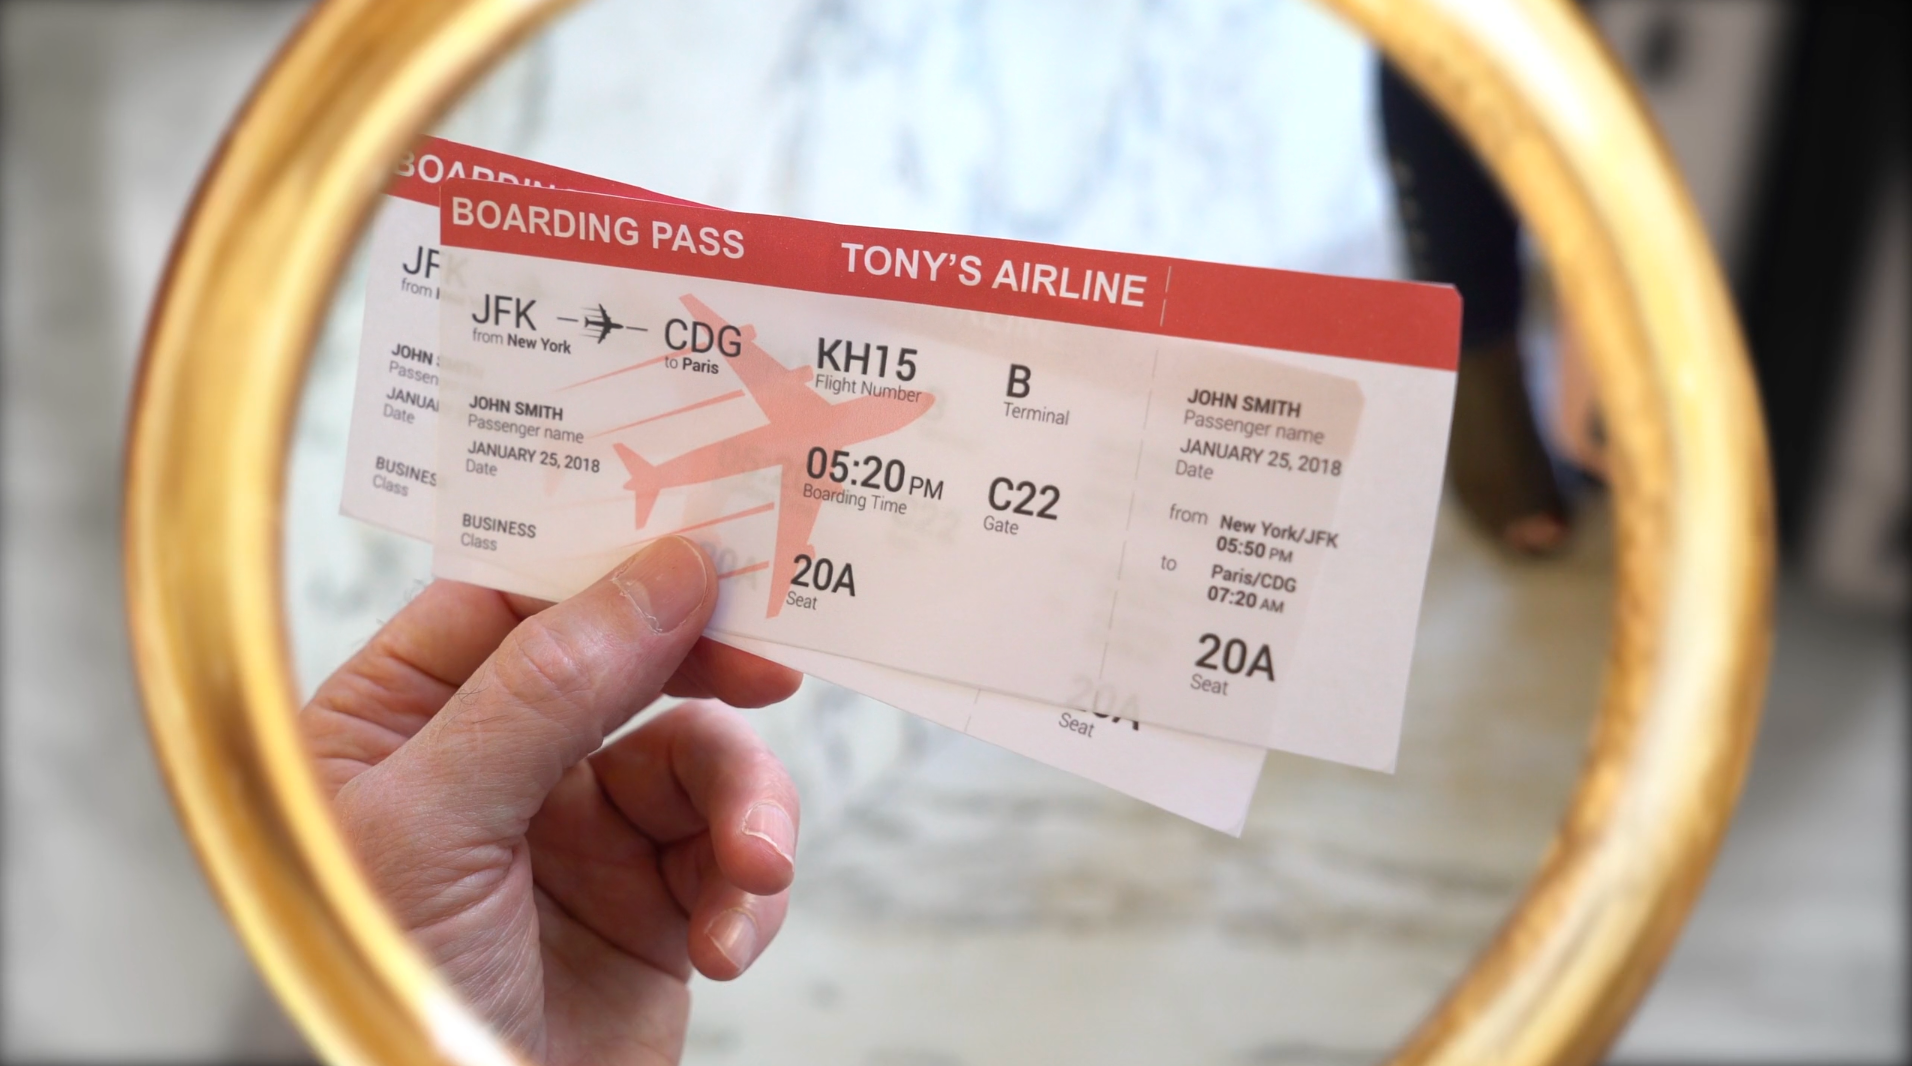 BOARDING
BOARDING PASS TONY'S AIRLINE
JF
from
JOHN
Passen
JANUA
Date
BUSINES
Class
JFK CDG
from New York to Paris
JOHN SMITH
Passenger name
JANUARY 25, 2018
Date
BUSINESS
Class
KH15
Flight Number
B
Terminal
05:20 PM
Boarding Time
C22
Gate
20A
Seat
JOHN SMITH
Passenger name
JANUARY 25, 2018
Date
from New York/JFK
05:50 PM
to Paris/CDG
07:20 AM
20A
Seat
20A
Seat